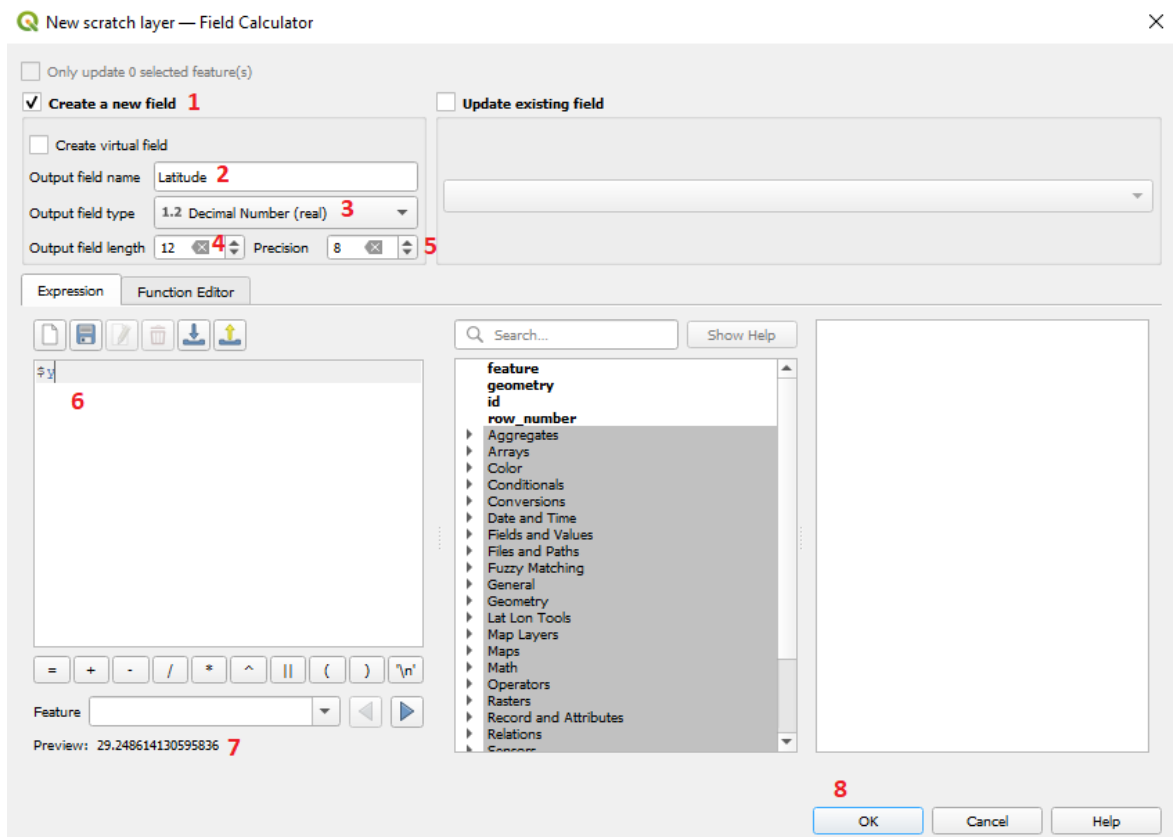 New scratch layer — Field Calculator
Only update 0 selected feature(s)
Create a new field 1
Update existing field
Create virtual field
Output field name Latitude 2
Output field type 1.2 Decimal Number (real) 3
Output field length 12 4 Precision 8 5
Expression Function Editor
Search... Show Help
$y
6
feature
geometry
id
row_number
Aggregates
Arrays
Color
Conditionals
Conversions
Date and Time
Fields and Values
Files and Paths
Fuzzy Matching
General
Geometry
Lat Lon Tools
Map Layers
Maps
Math
Operators
Rasters
Record and Attributes
Relations
Sensors
= + - / * ^ || ( ) '\n'
Feature
Preview: 29.248614130595836 7
8
OK Cancel Help